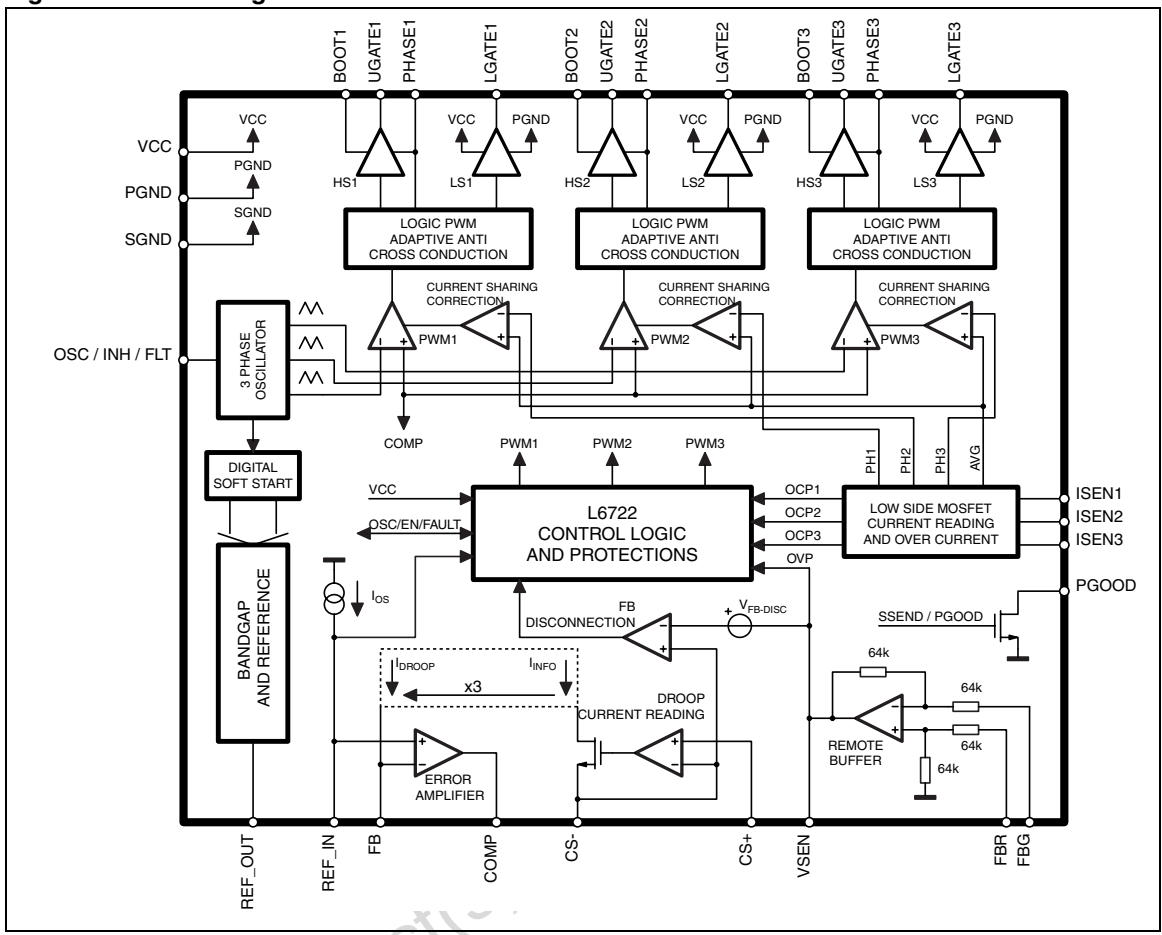 BOOT1
UGATE1
PHASE1
LGATE1
BOOT2
UGATE2
PHASE2
LGATE2
BOOT3
UGATE3
PHASE3
LGATE3
VCC
PGND
SGND
OSC / INH / FLT
VCC
PGND
SGND
VCC
PGND
VCC
PGND
VCC
PGND
HS1
LS1
HS2
LS2
HS3
LS3
LOGIC PWM
ADAPTIVE ANTI
CROSS CONDUCTION
LOGIC PWM
ADAPTIVE ANTI
CROSS CONDUCTION
LOGIC PWM
ADAPTIVE ANTI
CROSS CONDUCTION
CURRENT SHARING
CORRECTION
CURRENT SHARING
CORRECTION
CURRENT SHARING
CORRECTION
PWM1
PWM2
PWM3
3 PHASE
OSCILLATOR
DIGITAL
SOFT START
BANDGAP
AND REFERENCE
COMP
PWM1
PWM2
PWM3
PH1
PH2
PH3
AVG
VCC
OSC/EN/FAULT
L6722
CONTROL LOGIC
AND PROTECTIONS
OCP1
OCP2
OCP3
OVP
LOW SIDE MOSFET
CURRENT READING
AND OVER CURRENT
ISEN1
ISEN2
ISEN3
PGOOD
SSEND / PGOOD
IOS
FB
DISCONNECTION
+
VFB-DISC
IDROOP
x3
IINFO
DROOP
CURRENT READING
ERROR
AMPLIFIER
64k
64k
64k
64k
REMOTE
BUFFER
REF_OUT
REF_IN
FB
COMP
CS-
CS+
VSEN
FBR
FBG